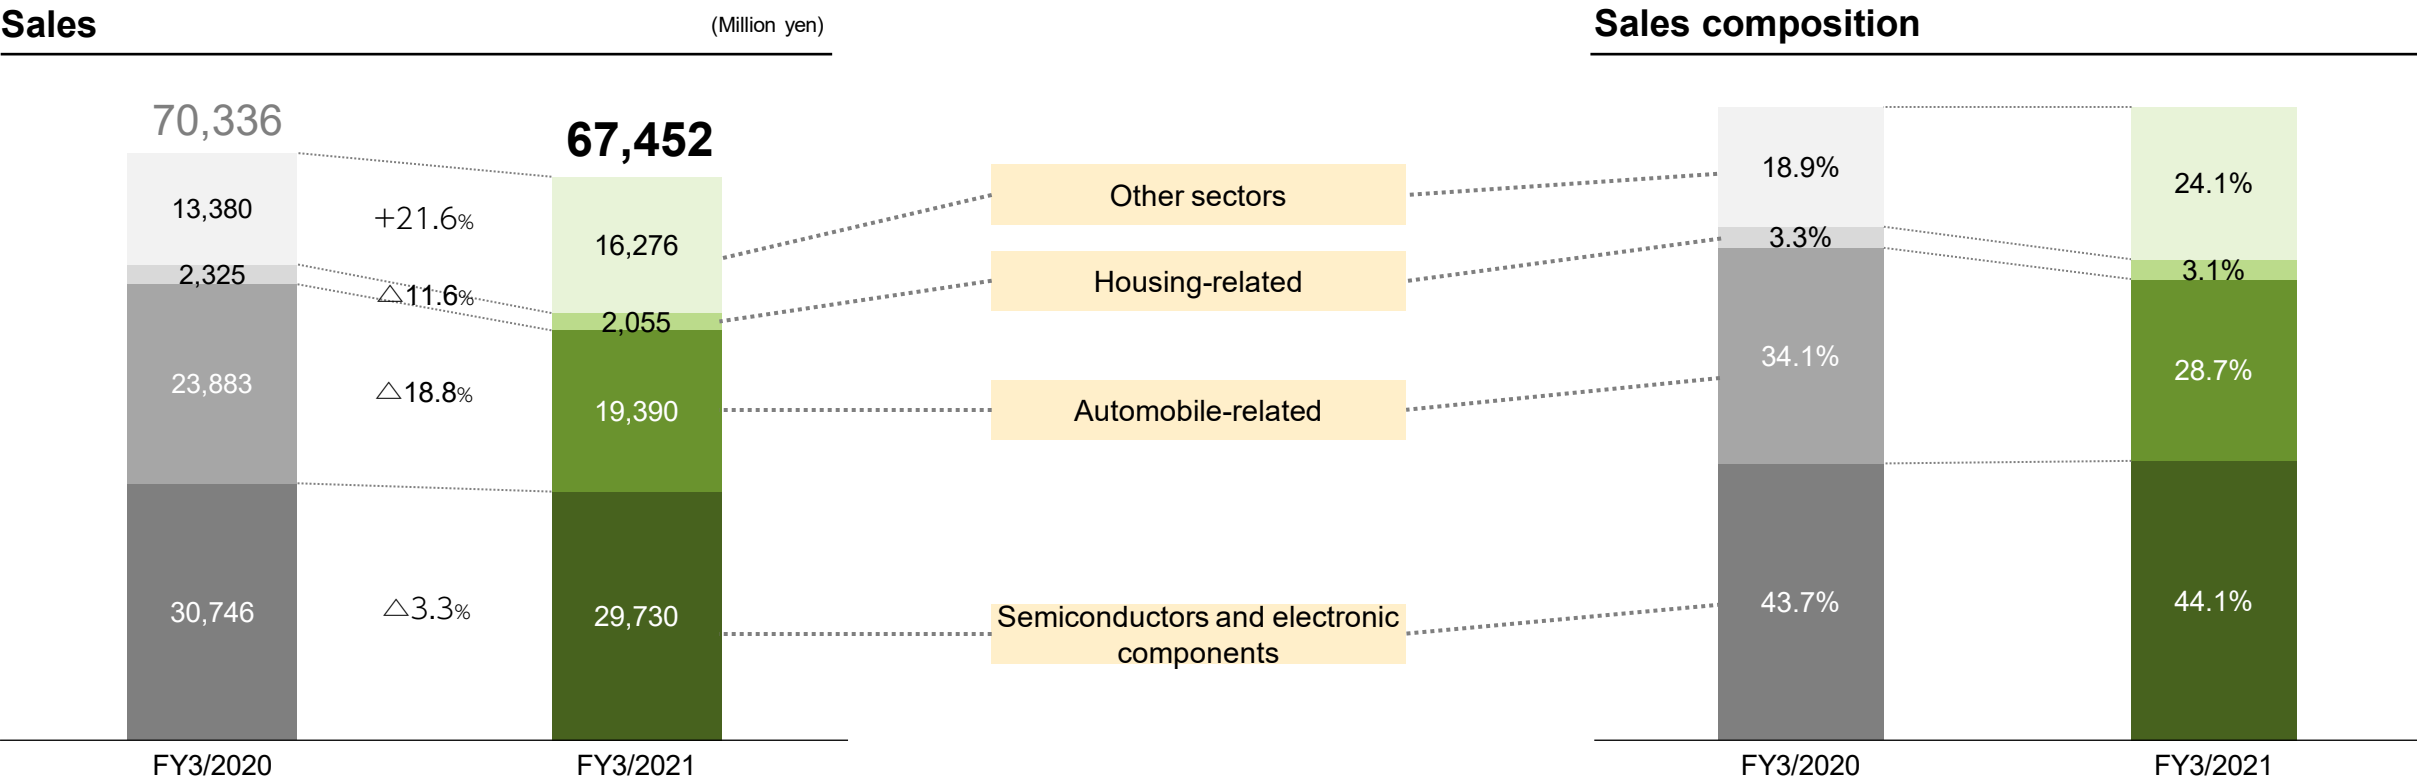 Sales
(Million yen)
70,336
67,452
13,380
+21.6%
16,276
2,325
△11.6%
2,055
23,883
△18.8%
19,390
30,746
△3.3%
29,730
FY3/2020
FY3/2021
Other sectors
Housing-related
Automobile-related
Semiconductors and electronic
components
Sales composition
18.9%
24.1%
3.3%
3.1%
34.1%
28.7%
43.7%
44.1%
FY3/2020
FY3/2021